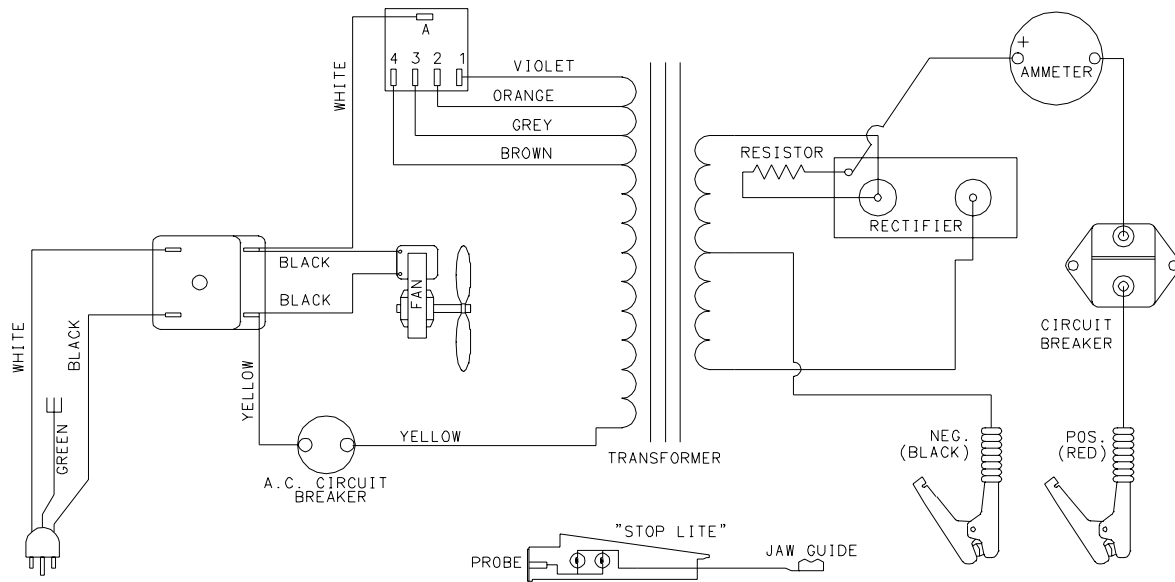 A
4 3 2 1
VIOLET
ORANGE
GREY
BROWN
WHITE
+
AMMETER
RESISTOR
RECTIFIER
BLACK
BLACK
FAN
WHITE
BLACK
GREEN
YELLOW
YELLOW
A.C. CIRCUIT
BREAKER
TRANSFORMER
CIRCUIT
BREAKER
NEG.
(BLACK)
POS.
(RED)
"STOP LITE"
PROBE
JAW GUIDE